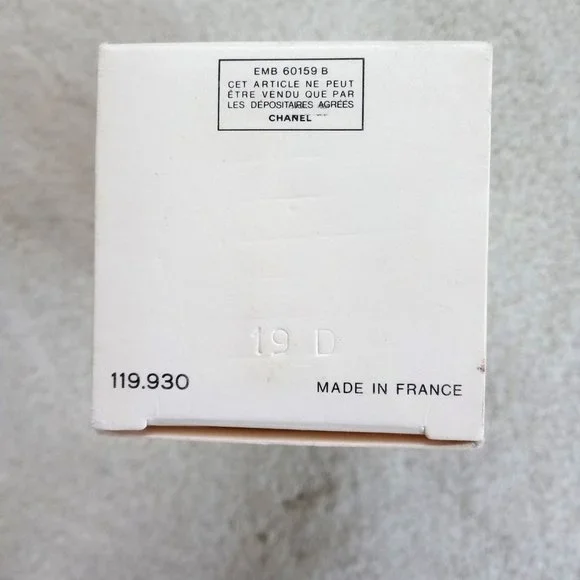 EMB 60159 B
CET ARTICLE NE PEUT
ÊTRE VENDU QUE PAR
LES DÉPOSITAIRES AGRÉES
CHANEL
19 D
119.930
MADE IN FRANCE